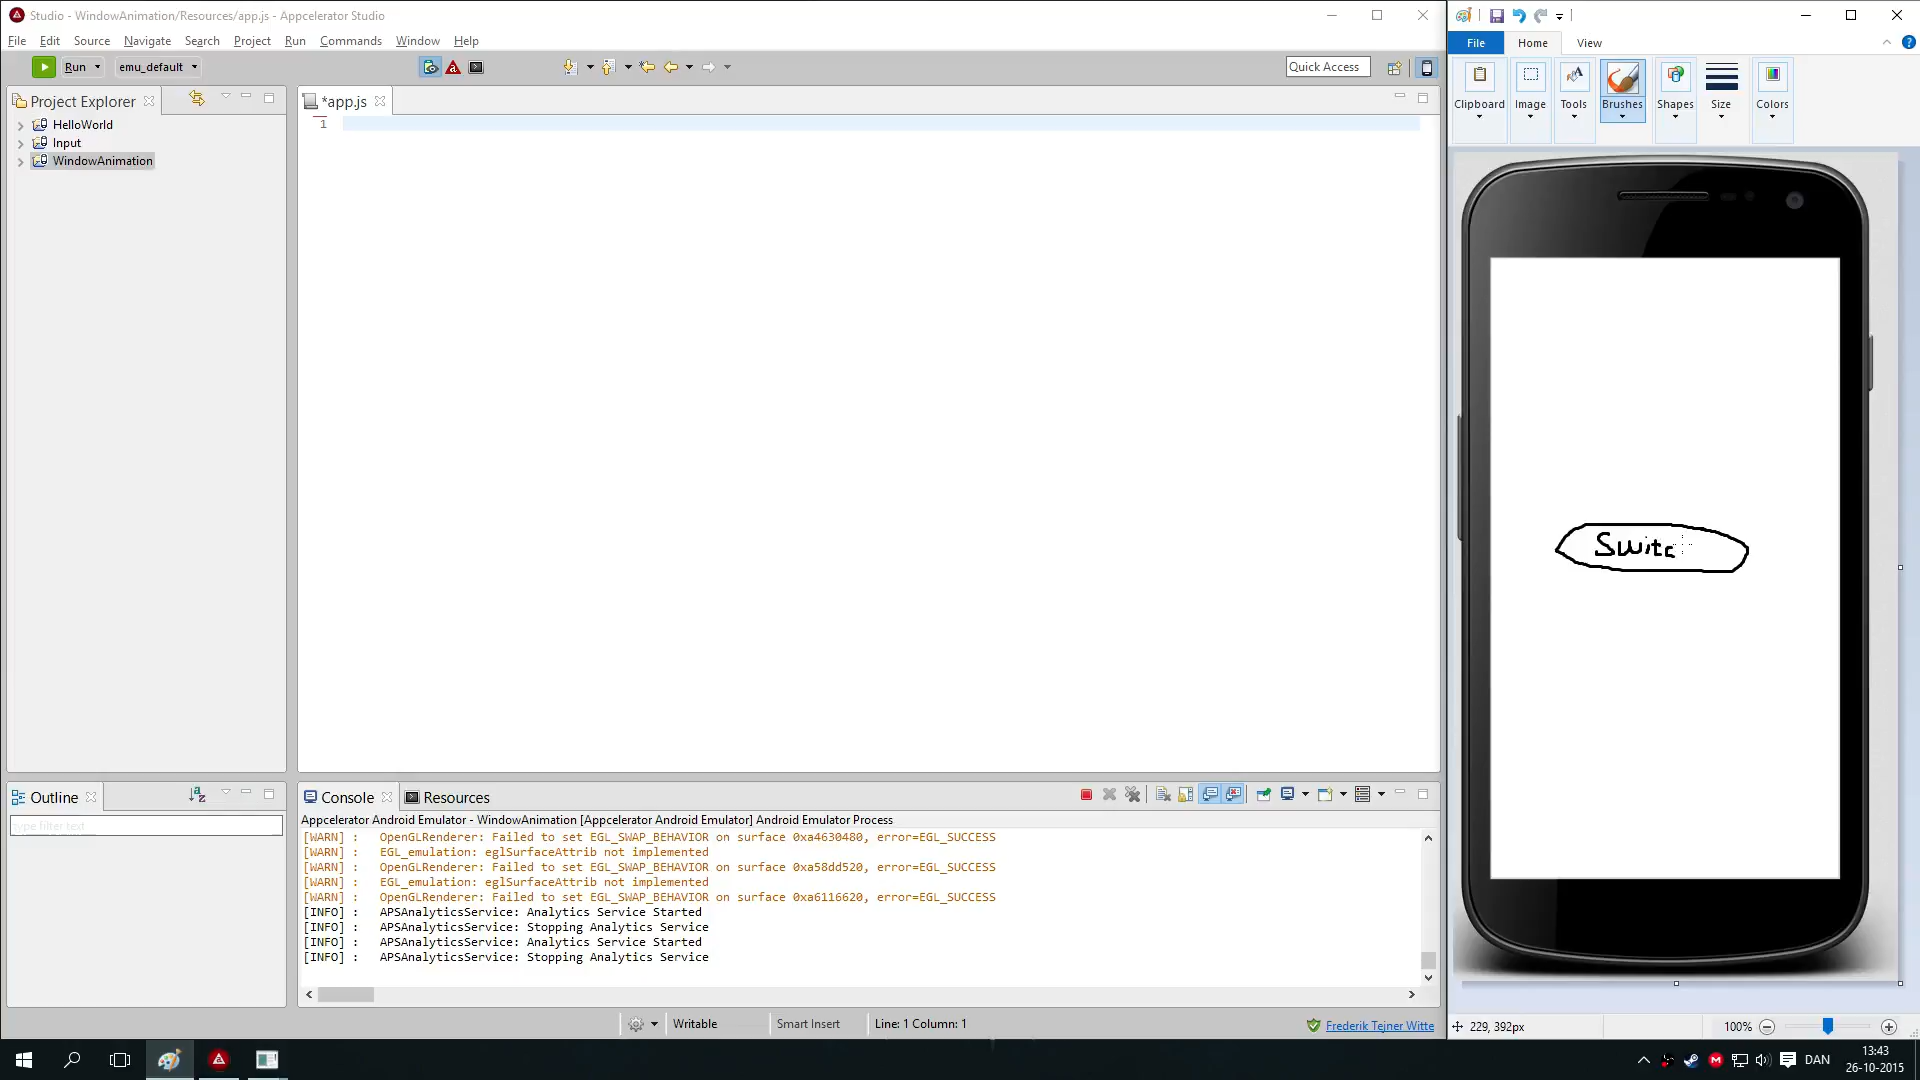 Studio - WindowAnimation/Resources/app.js - Appcelerator Studio
File Edit Source Navigate Search Project Run Commands Window Help
Run emu_default Quick Access
Project Explorer
HelloWorld
Input
WindowAnimation
*app.js
1
Outline
type filter text
Console Resources
Appcelerator Android Emulator - WindowAnimation [Appcelerator Android Emulator] Android Emulator Process
[WARN] : OpenGLRenderer: Failed to set EGL_SWAP_BEHAVIOR on surface 0xa4630480, error=EGL_SUCCESS
[WARN] : EGL_emulation: eglSurfaceAttrib not implemented
[WARN] : OpenGLRenderer: Failed to set EGL_SWAP_BEHAVIOR on surface 0xa58dd520, error=EGL_SUCCESS
[WARN] : EGL_emulation: eglSurfaceAttrib not implemented
[WARN] : OpenGLRenderer: Failed to set EGL_SWAP_BEHAVIOR on surface 0xa6116620, error=EGL_SUCCESS
[INFO] : APSAnalyticsService: Analytics Service Started
[INFO] : APSAnalyticsService: Stopping Analytics Service
[INFO] : APSAnalyticsService: Analytics Service Started
[INFO] : APSAnalyticsService: Stopping Analytics Service
Writable Smart Insert Line: 1 Column: 1 Frederik Tejner Witte
File Home View
Clipboard Image Tools Brushes Shapes Size Colors
Switc
229, 392px 100%
DAN
13:43
26-10-2015